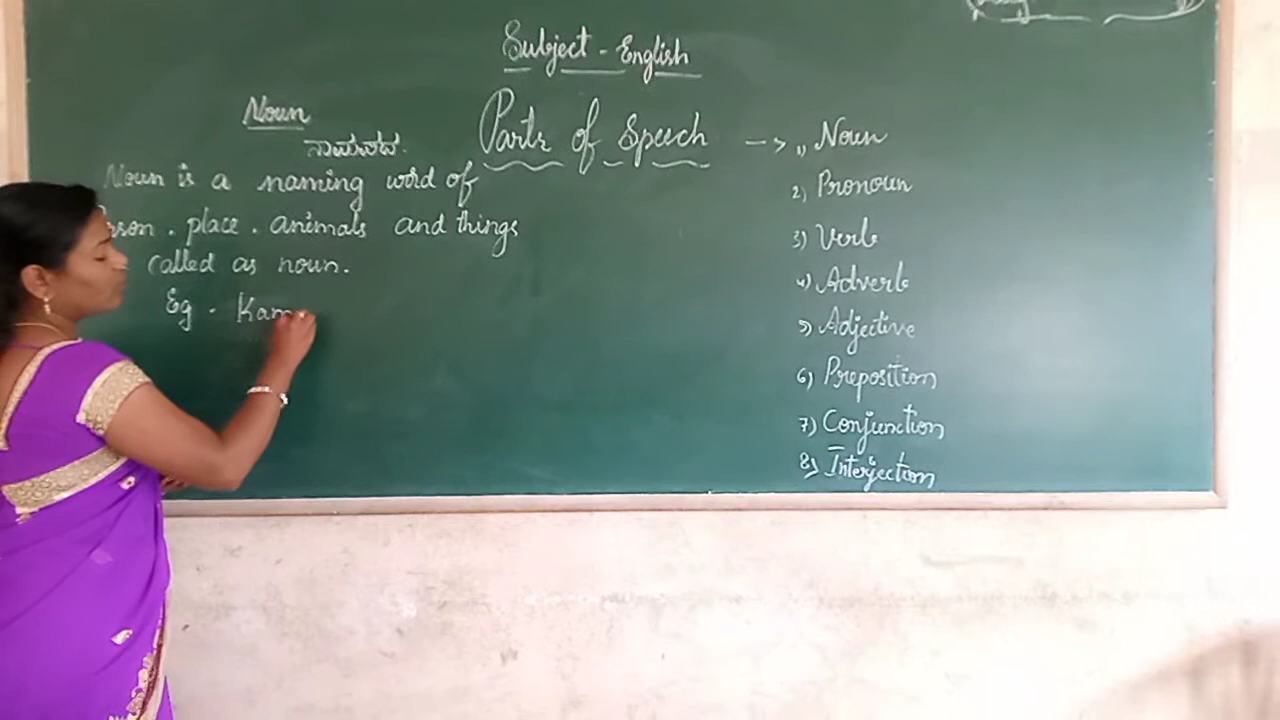 Subject - English
Parts of Speech
Noun
ನಾಮಪದ.
Noun is a naming word of
place . animals and things
called as noun.
Eg - Kam
-> 1) Noun
2) Pronoun
3) Verb
4) Adverb
5) Adjective
6) Preposition
7) Conjunction
8) Interjection